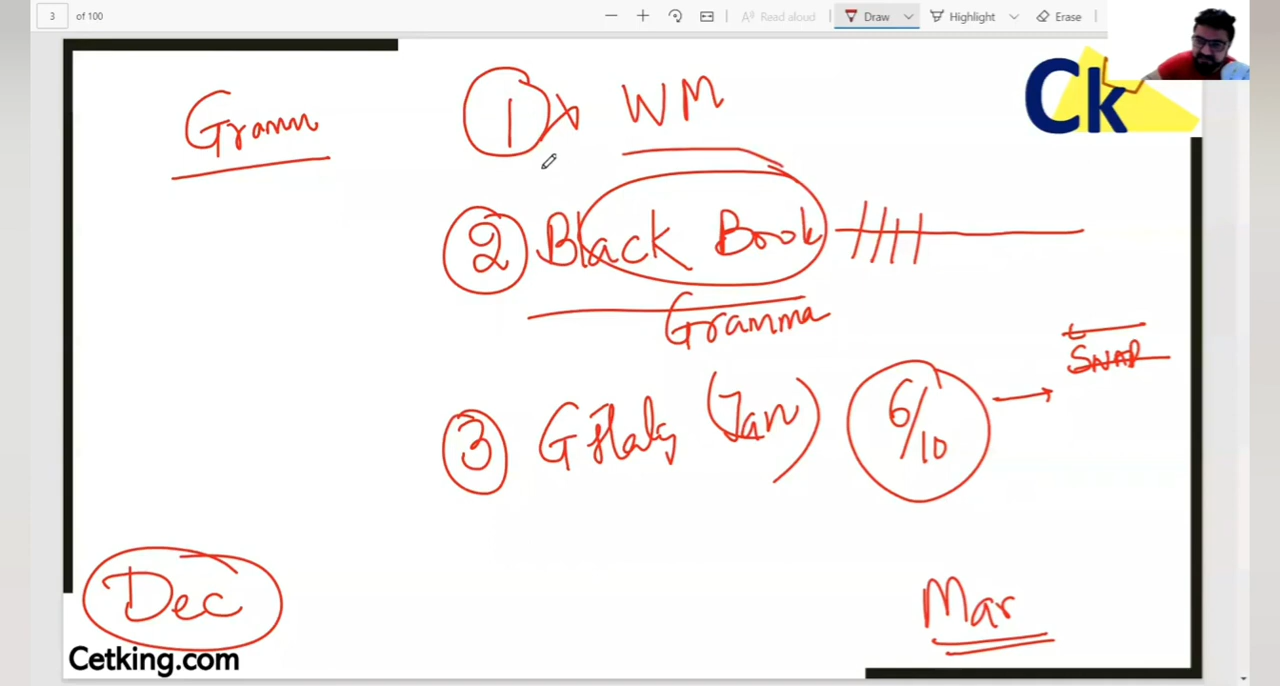 3 of 100 Read aloud Draw Highlight Erase
Ck
Gramm
1 WM
2 Black Book
Gramma
SNAP
3 (Jan) 6/10
Dec
Mar
Cetking.com